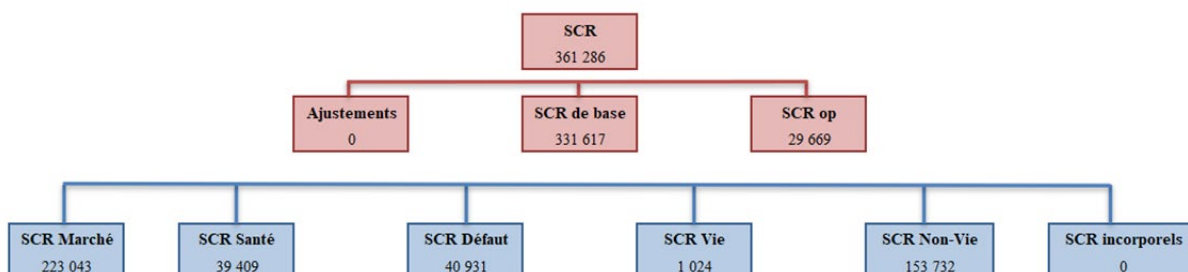 SCR
361 286
Ajustements
0
SCR de base
331 617
SCR op
29 669
SCR Marché
223 043
SCR Santé
39 409
SCR Défaut
40 931
SCR Vie
1 024
SCR Non-Vie
153 732
SCR incorporels
0